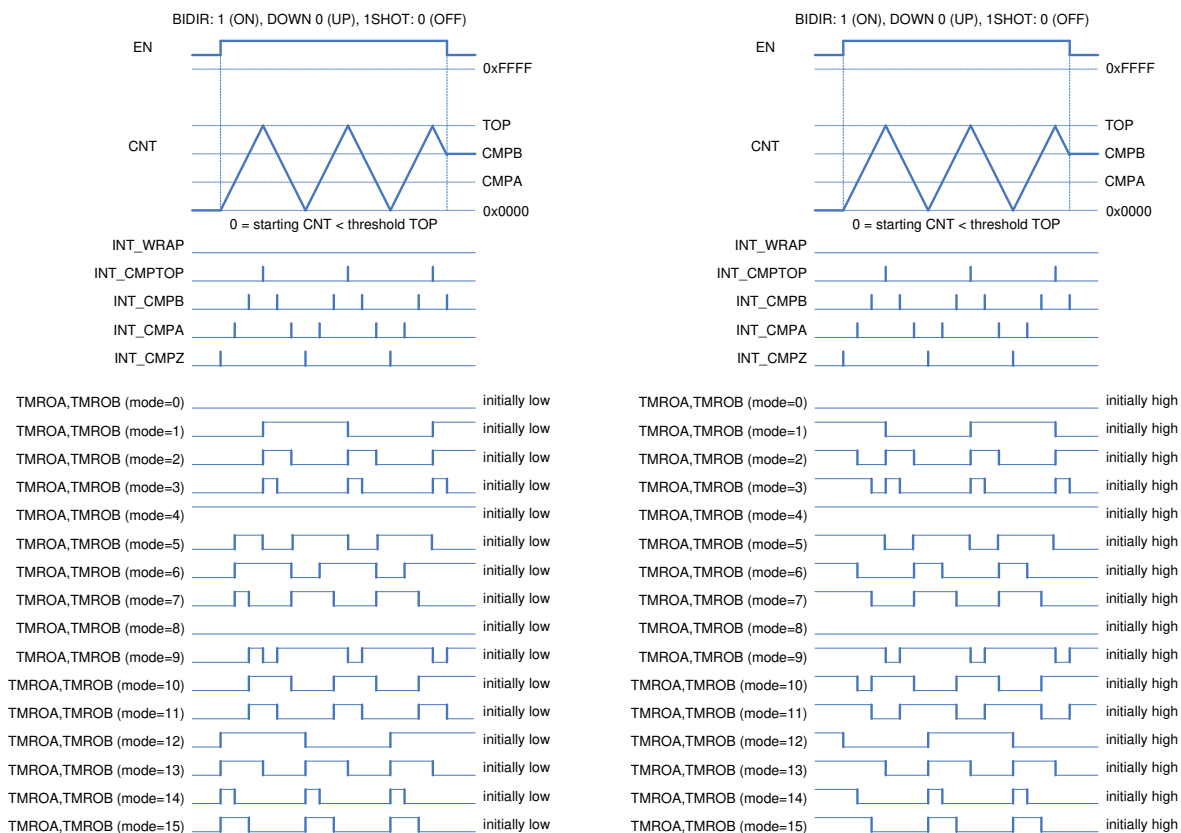 BIDIR: 1 (ON), DOWN 0 (UP), 1SHOT: 0 (OFF)
EN
0xFFFF
TOP
CNT
CMPB
CMPA
0x0000
0 = starting CNT < threshold TOP
INT_WRAP
INT_CMPTOP
INT_CMPB
INT_CMPA
INT_CMPZ
TMROA,TMROB (mode=0) initially low
TMROA,TMROB (mode=1) initially low
TMROA,TMROB (mode=2) initially low
TMROA,TMROB (mode=3) initially low
TMROA,TMROB (mode=4) initially low
TMROA,TMROB (mode=5) initially low
TMROA,TMROB (mode=6) initially low
TMROA,TMROB (mode=7) initially low
TMROA,TMROB (mode=8) initially low
TMROA,TMROB (mode=9) initially low
TMROA,TMROB (mode=10) initially low
TMROA,TMROB (mode=11) initially low
TMROA,TMROB (mode=12) initially low
TMROA,TMROB (mode=13) initially low
TMROA,TMROB (mode=14) initially low
TMROA,TMROB (mode=15) initially low
BIDIR: 1 (ON), DOWN 0 (UP), 1SHOT: 0 (OFF)
EN
0xFFFF
TOP
CNT
CMPB
CMPA
0x0000
0 = starting CNT < threshold TOP
INT_WRAP
INT_CMPTOP
INT_CMPB
INT_CMPA
INT_CMPZ
TMROA,TMROB (mode=0) initially high
TMROA,TMROB (mode=1) initially high
TMROA,TMROB (mode=2) initially high
TMROA,TMROB (mode=3) initially high
TMROA,TMROB (mode=4) initially high
TMROA,TMROB (mode=5) initially high
TMROA,TMROB (mode=6) initially high
TMROA,TMROB (mode=7) initially high
TMROA,TMROB (mode=8) initially high
TMROA,TMROB (mode=9) initially high
TMROA,TMROB (mode=10) initially high
TMROA,TMROB (mode=11) initially high
TMROA,TMROB (mode=12) initially high
TMROA,TMROB (mode=13) initially high
TMROA,TMROB (mode=14) initially high
TMROA,TMROB (mode=15) initially high